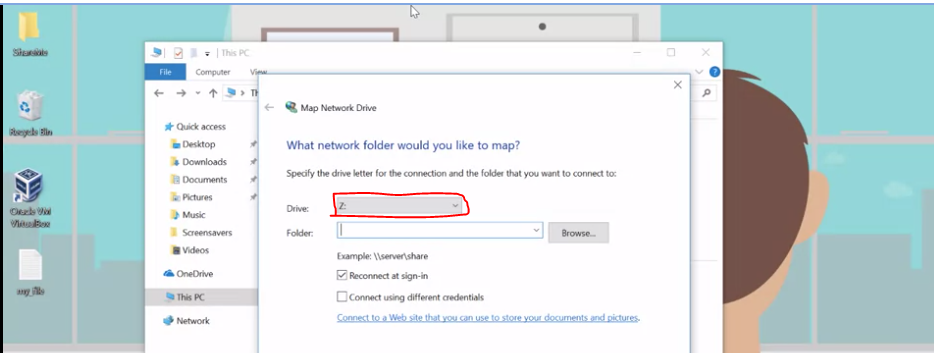 ShareMe
This PC
File Computer View
Th
Map Network Drive
Quick access
Desktop
Downloads
Documents
Pictures
Music
Screensavers
Videos
OneDrive
This PC
Network
What network folder would you like to map?
Specify the drive letter for the connection and the folder that you want to connect to:
Drive: Z:
Folder: Browse...
Example: \\server\share
Reconnect at sign-in
Connect using different credentials
Connect to a Web site that you can use to store your documents and pictures.
Recycle Bin
Oracle VM
VirtualBox
my_file